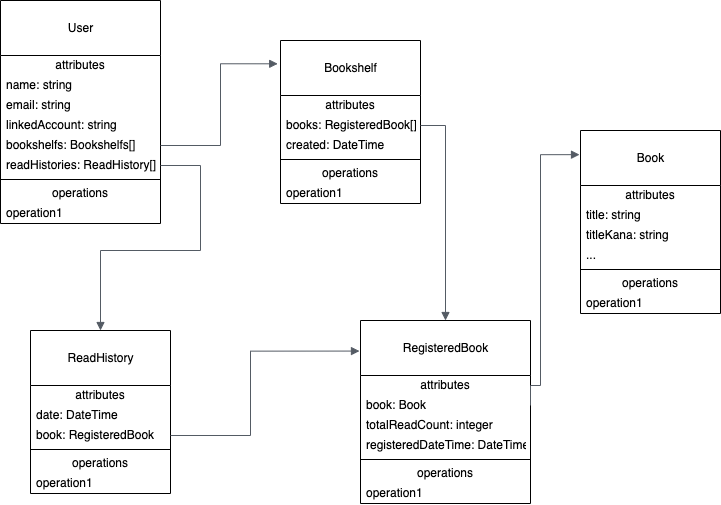 User
attributes
name: string
email: string
linkedAccount: string
bookshelfs: Bookshelfs[]
readHistories: ReadHistory[]
operations
operation1
Bookshelf
attributes
books: RegisteredBook[]
created: DateTime
operations
operation1
Book
attributes
title: string
titleKana: string
...
operations
operation1
ReadHistory
attributes
date: DateTime
book: RegisteredBook
operations
operation1
RegisteredBook
attributes
book: Book
totalReadCount: integer
registeredDateTime: DateTime
operations
operation1